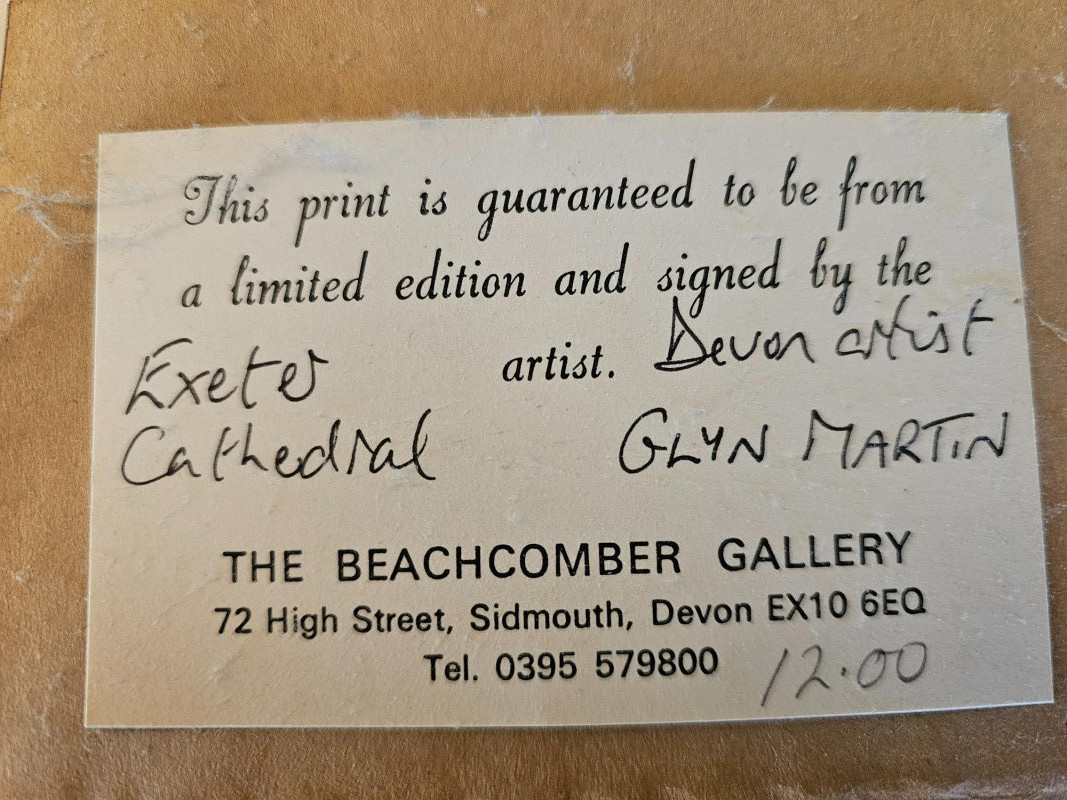 This print is guaranteed to be from
a limited edition and signed by the
artist. Devon artist
Exeter
Cathedral
GLYN MARTIN
THE BEACHCOMBER GALLERY
72 High Street, Sidmouth, Devon EX10 6EQ
Tel. 0395 579800
12.00